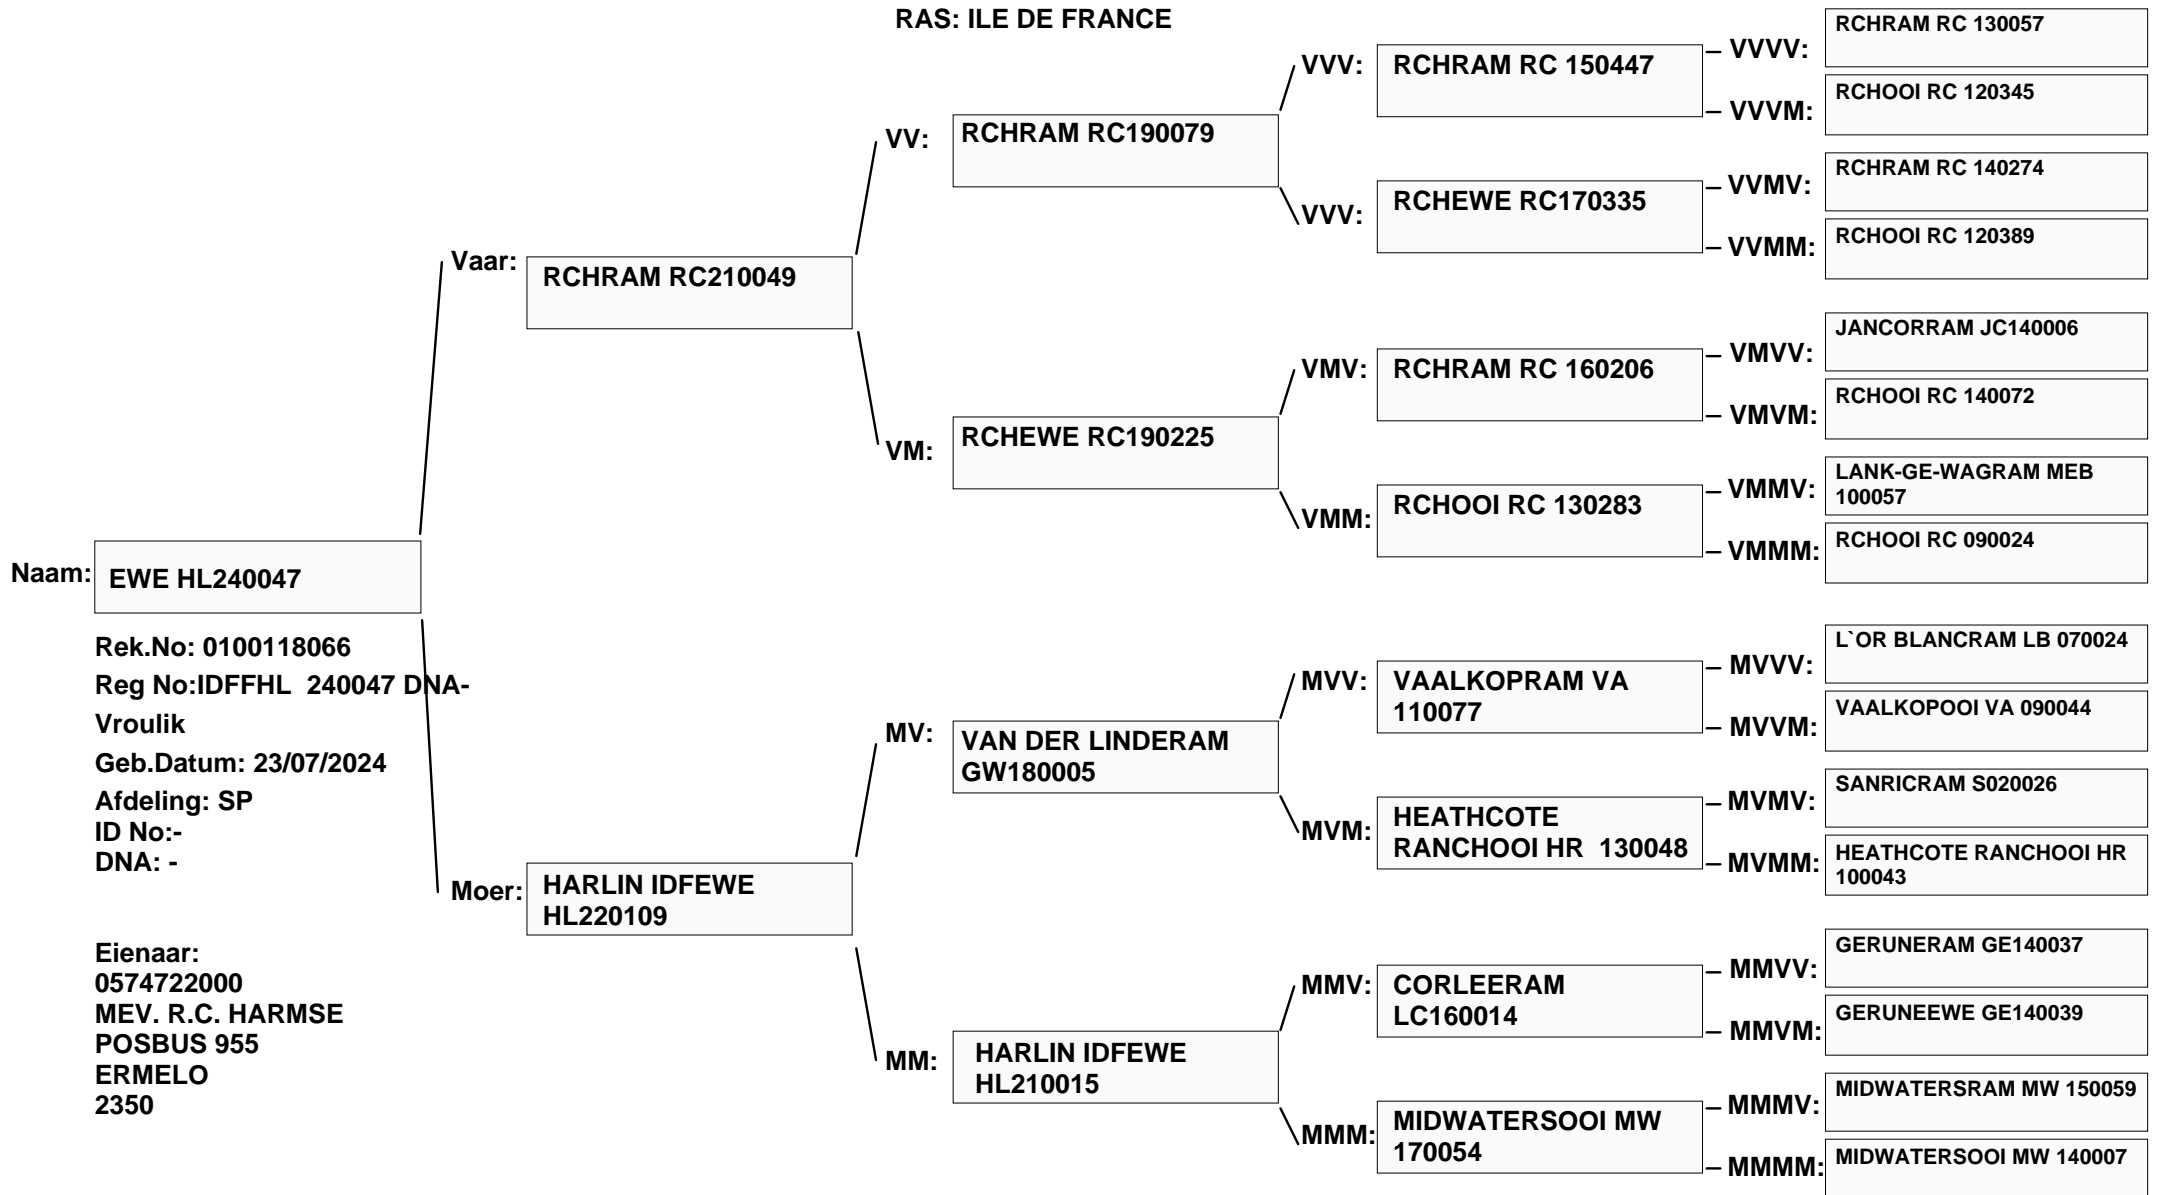 RAS: ILE DE FRANCE
Naam:
EWE HL240047
Rek.No: 0100118066
Reg No:IDFFHL  240047 DNA-
Vroulik
Geb.Datum: 23/07/2024
Afdeling: SP
ID No:-
DNA: -
Eienaar:
0574722000
MEV. R.C. HARMSE
POSBUS 955
ERMELO
2350
Vaar:
RCHRAM RC210049
Moer:
HARLIN IDFEWE
HL220109
VV:
RCHRAM RC190079
VM:
RCHEWE RC190225
MV:
VAN DER LINDERAM
GW180005
MM:
HARLIN IDFEWE
HL210015
VVV:
RCHRAM RC 150447
VVV:
RCHEWE RC170335
VMV:
RCHRAM RC 160206
VMM:
RCHOOI RC 130283
MVV:
VAALKOPRAM VA
110077
MVM:
HEATHCOTE
RANCHOOI HR  130048
MMV:
CORLEERAM
LC160014
MMM:
MIDWATERSOOI MW
170054
– VVVV:
RCHRAM RC 130057
– VVVM:
RCHOOI RC 120345
– VVMV:
RCHRAM RC 140274
– VVMM:
RCHOOI RC 120389
– VMVV:
JANCORRAM JC140006
– VMVM:
RCHOOI RC 140072
– VMMV:
LANK-GE-WAGRAM MEB
100057
– VMMM:
RCHOOI RC 090024
– MVVV:
L`OR BLANCRAM LB 070024
– MVVM:
VAALKOPOOI VA 090044
– MVMV:
SANRICRAM S020026
– MVMM:
HEATHCOTE RANCHOOI HR
100043
– MMVV:
GERUNERAM GE140037
– MMVM:
GERUNEEWE GE140039
– MMMV:
MIDWATERSRAM MW 150059
– MMMM:
MIDWATERSOOI MW 140007